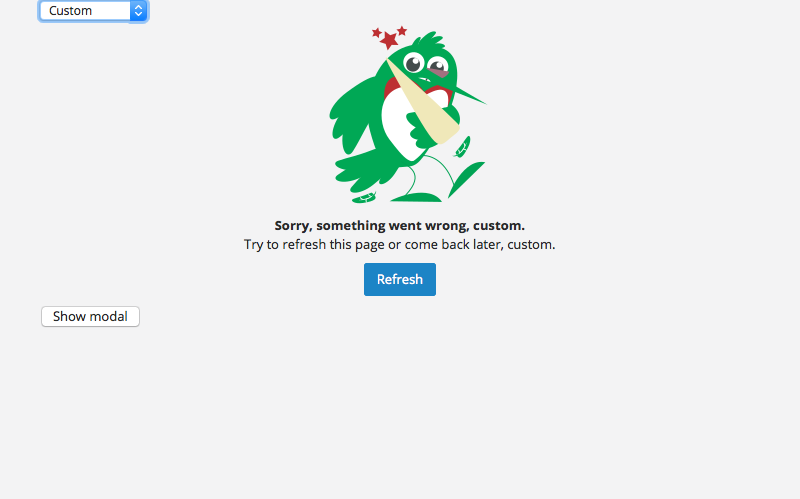 Custom
Sorry, something went wrong, custom.
Try to refresh this page or come back later, custom.
Refresh
Show modal